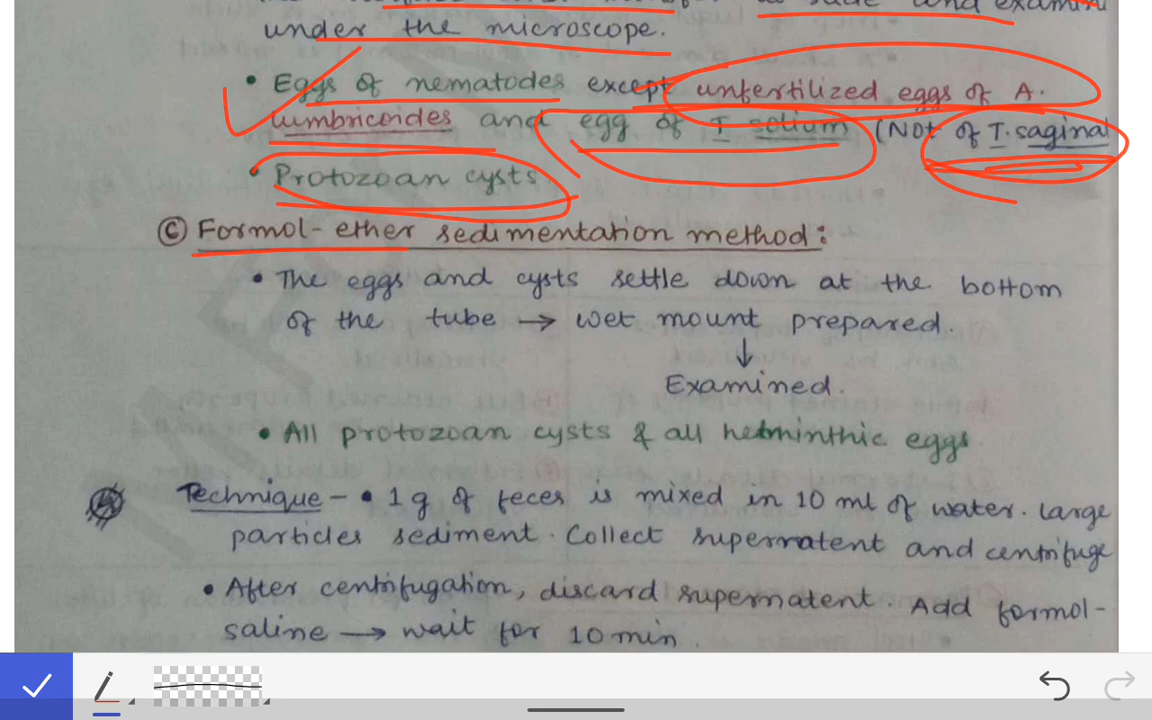 under the microscope.
• Eggs of nematodes except unfertilized eggs of A.
lumbricoides and egg of T. solium (Not of T. saginal
• Protozoan cysts
Ⓒ Formol-ether sedimentation method:
• The eggs and cysts settle down at the bottom
of the tube → wet mount prepared.
↓
Examined.
• All protozoan cysts & all helminthic eggs
Technique - • 1g of feces is mixed in 10 ml of water. Large
particles sediment. Collect supernatent and centrifuge
• After centrifugation, discard supernatent. Add formol-
saline → wait for 10 min.